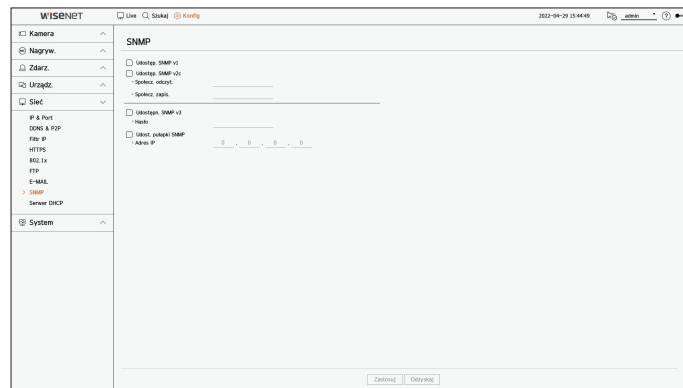 WISENET
Live Szukaj Konfig
2022-04-29 15:44:49 admin ?
Kamera
Nagryw.
Zdarz.
Urządz.
Sieć
IP & Port
DDNS & P2P
Filtr IP
HTTPS
802.1x
FTP
E-MAIL
> SNMP
Serwer DHCP
System
SNMP
Udostęp. SNMP v1
Udostęp. SNMP v2c
· Społecz. odczyt.
· Społecz. zapis.
Udostępn. SNMP v3
· Hasło
Udost. pułapki SNMP
· Adres IP 0 . 0 . 0 . 0
Zastosuj Odzyskaj